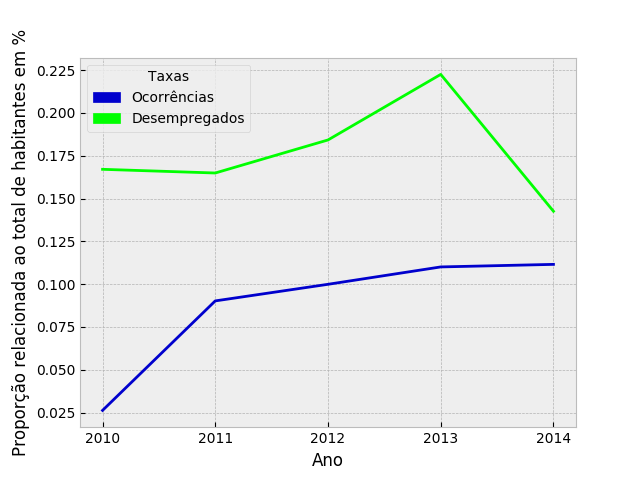 Proporção relacionada ao total de habitantes em %
0.225
0.200
0.175
0.150
0.125
0.100
0.075
0.050
0.025
Taxas
Ocorrências
Desempregados
2010 2011 2012 2013 2014
Ano